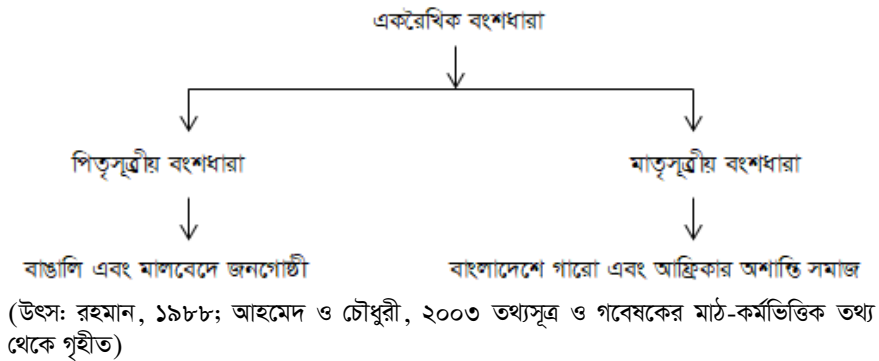 একরৈখিক বংশধারা
পিতৃসূত্রীয় বংশধারা
মাতৃসূত্রীয় বংশধারা
বাঙালি এবং মালবেদে জনগোষ্ঠী
বাংলাদেশে গারো এবং আফ্রিকার অশান্তি সমাজ
(উৎস: রহমান, ১৯৮৮; আহমেদ ও চৌধুরী, ২০০৩ তথ্যসূত্র ও গবেষকের মাঠ-কর্মভিত্তিক তথ্য
থেকে গৃহীত)